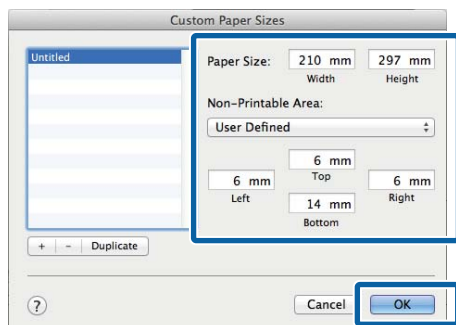 Custom Paper Sizes
Untitled
Paper Size: 210 mm 297 mm
Width Height
Non-Printable Area:
User Defined
6 mm
Top
6 mm 6 mm
Left Right
14 mm
Bottom
+ - Duplicate
? Cancel OK